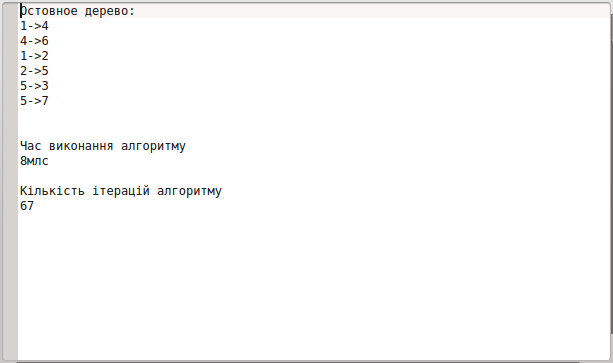 Остовное дерево:
1->4
4->6
1->2
2->5
5->3
5->7
Час виконання алгоритму
8млс
Кількість ітерацій алгоритму
67